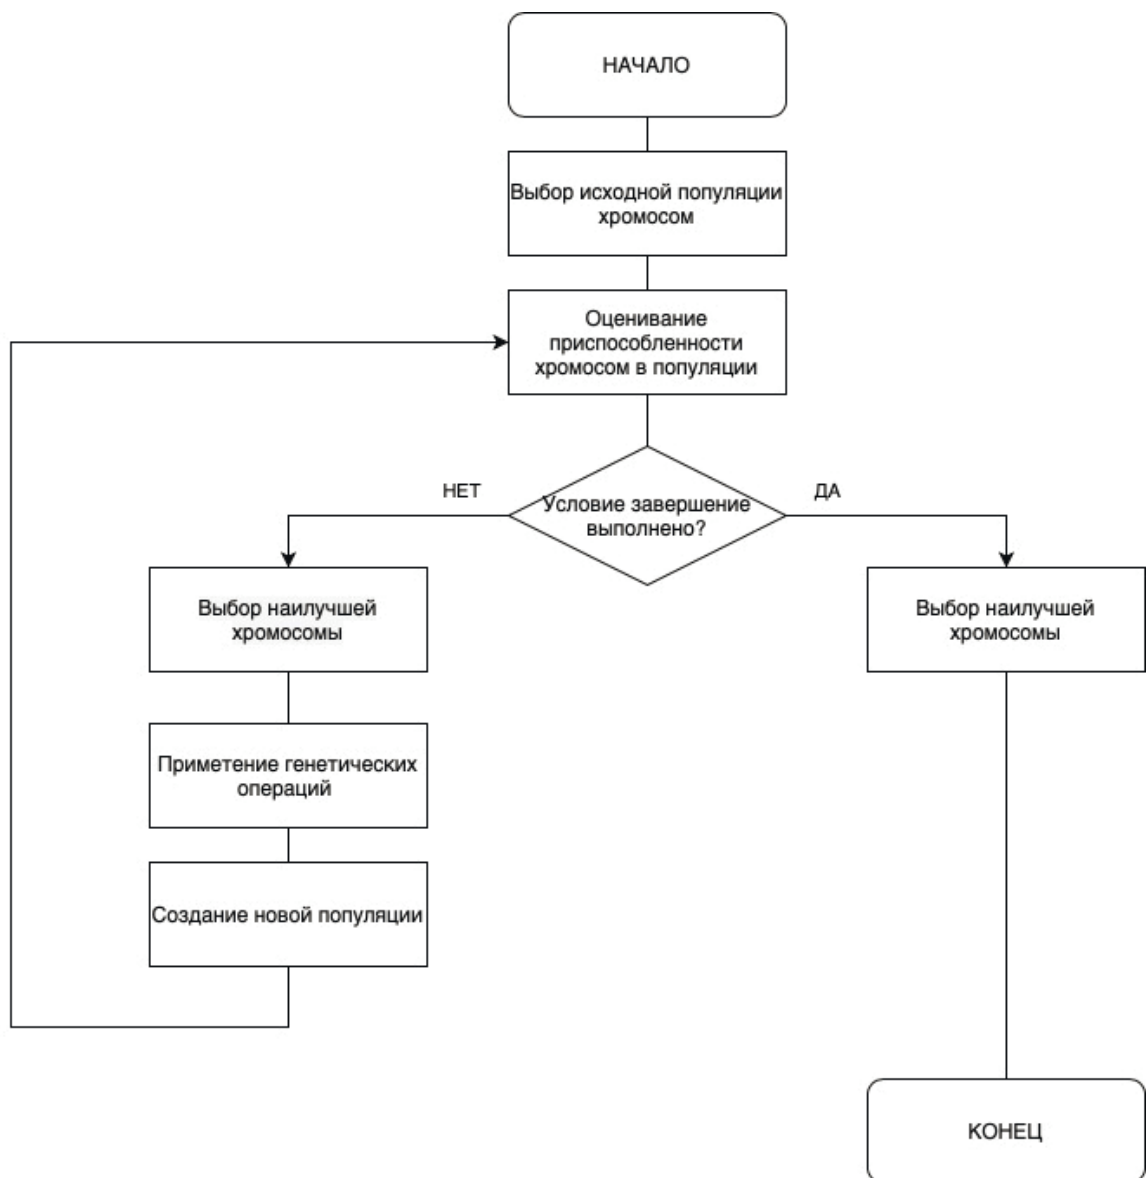 НАЧАЛО
Выбор исходной популяции
хромосом
Оценивание
приспособленности
хромосом в популяции
НЕТ
Условие завершение
выполнено?
ДА
Выбор наилучшей
хромосомы
Выбор наилучшей
хромосомы
Приметение генетических
операций
Создание новой популяции
КОНЕЦ